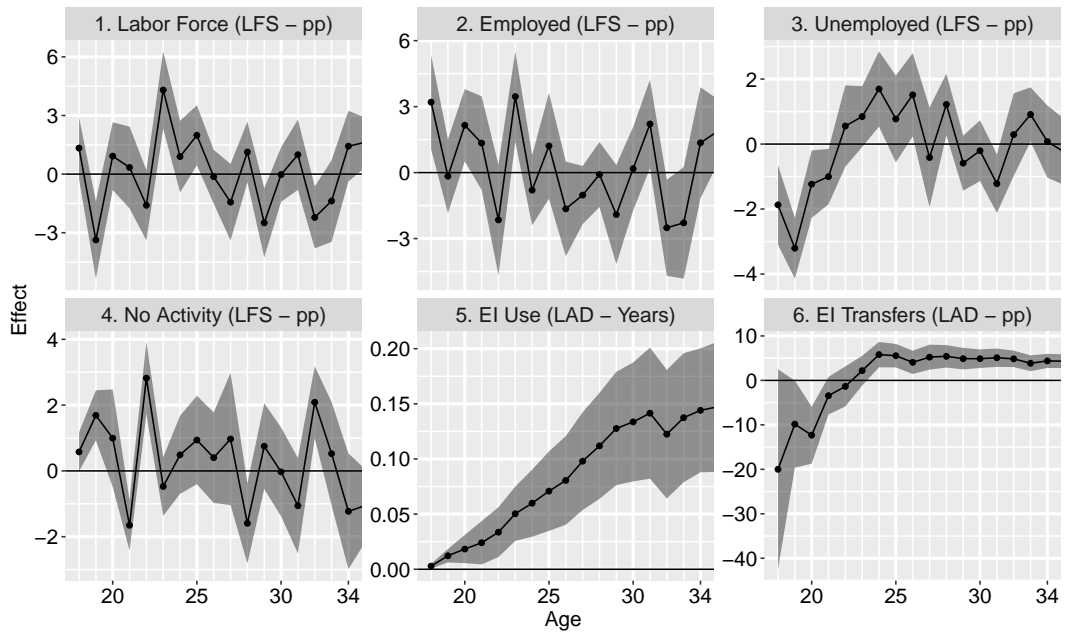 1. Labor Force (LFS − pp)
2. Employed (LFS − pp)
3. Unemployed (LFS − pp)
6
3
0
−3
6
3
0
−3
2
0
−2
−4
Effect
4. No Activity (LFS − pp)
5. EI Use (LAD − Years)
6. EI Transfers (LAD − pp)
4
2
0
−2
0.20
0.15
0.10
0.05
0.00
10
0
−10
−20
−30
−40
20 25 30 34
20 25 30 34
20 25 30 34
Age